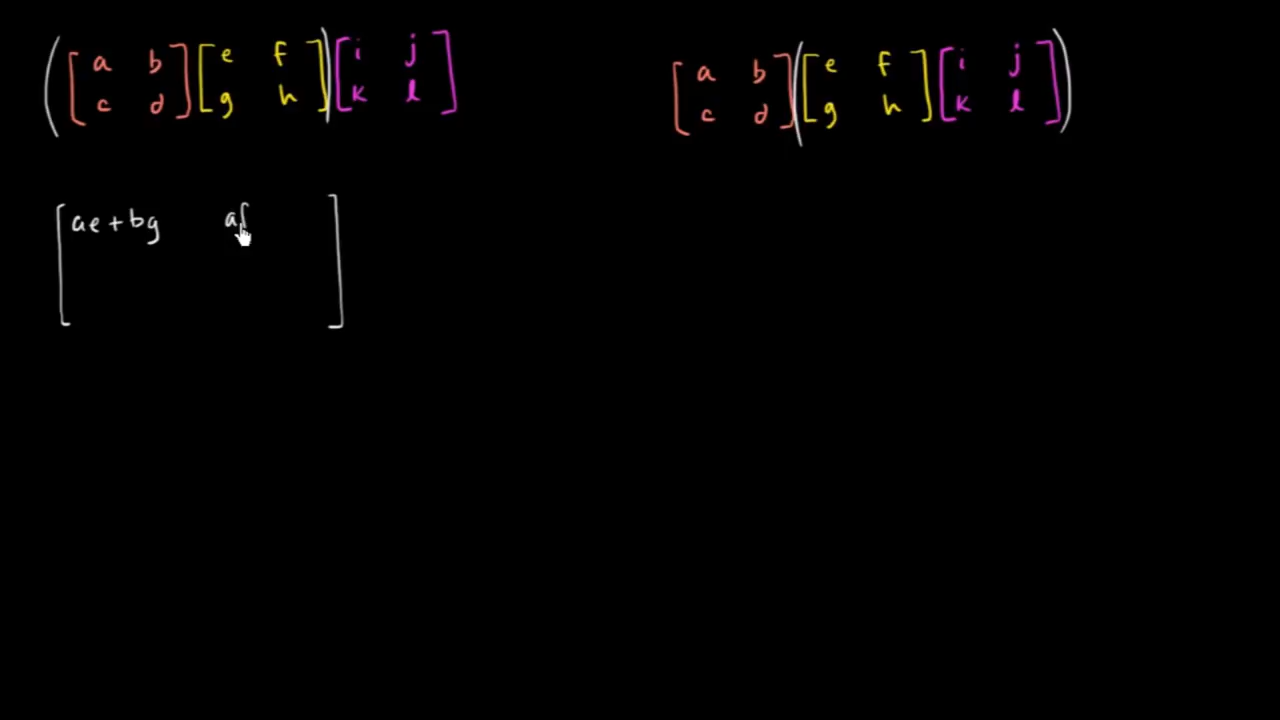 ( [ a b ] [ e f ] ) [ i j ]
( [ c d ] [ g h ] ) [ k l ]
[ a b ] ( [ e f ] [ i j ] )
[ c d ] ( [ g h ] [ k l ] )
[ ae + bg af ]